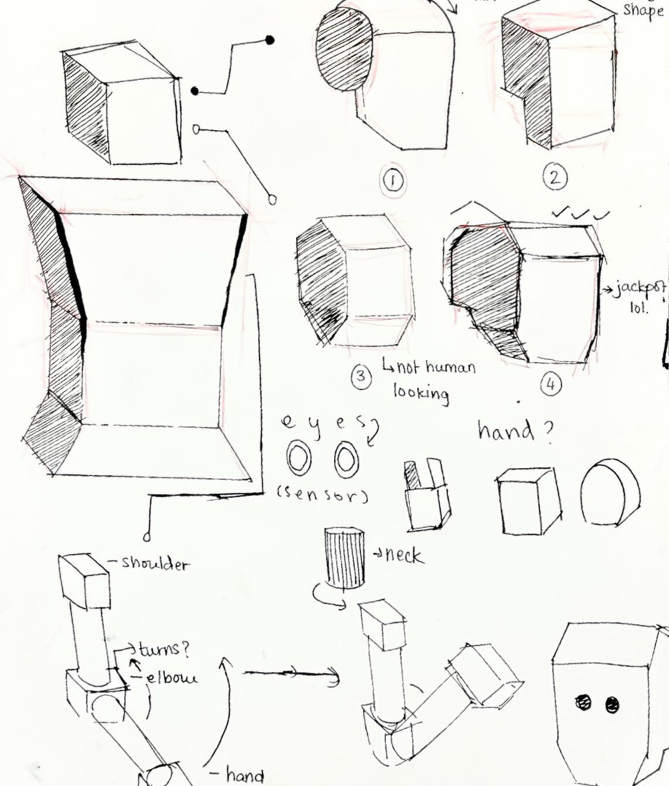 shape
1
2
→jackpot
lol.
3
↳not human
looking
4
eyes
(sensor)
hand?
→neck
- shoulder
→turns?
- elbow
- hand